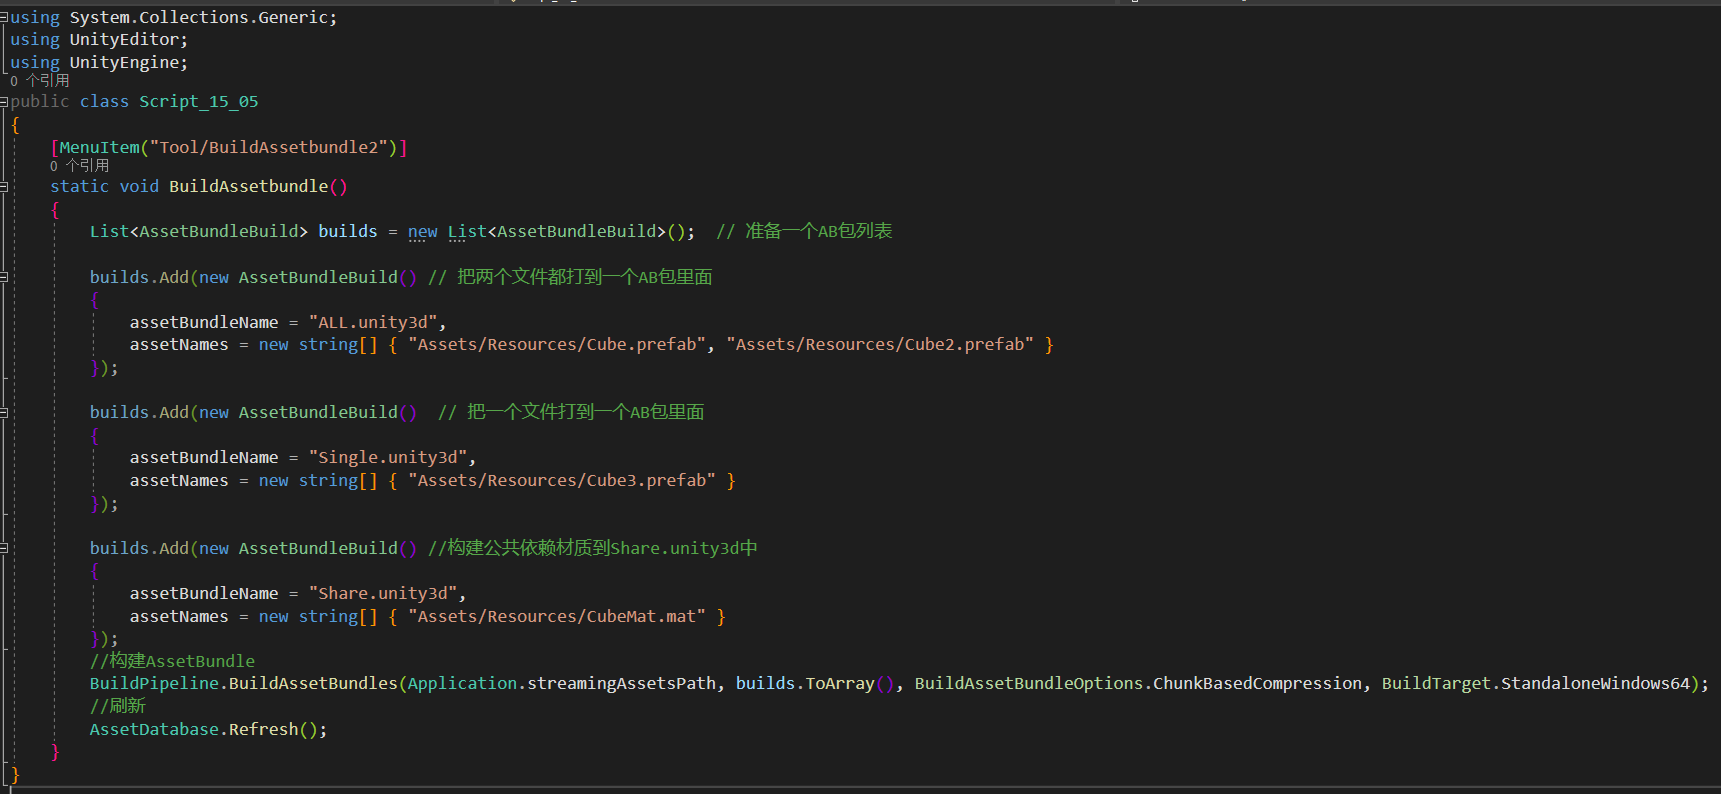 using System.Collections.Generic;
using UnityEditor;
using UnityEngine;
0 个引用
public class Script_15_05
{
[MenuItem("Tool/BuildAssetbundle2")]
0 个引用
static void BuildAssetbundle()
{
List<AssetBundleBuild> builds = new List<AssetBundleBuild>();  // 准备一个AB包列表
builds.Add(new AssetBundleBuild() // 把两个文件都打到一个AB包里面
{
assetBundleName = "ALL.unity3d",
assetNames = new string[] { "Assets/Resources/Cube.prefab", "Assets/Resources/Cube2.prefab" }
});
builds.Add(new AssetBundleBuild()  // 把一个文件打到一个AB包里面
{
assetBundleName = "Single.unity3d",
assetNames = new string[] { "Assets/Resources/Cube3.prefab" }
});
builds.Add(new AssetBundleBuild() //构建公共依赖材质到Share.unity3d中
{
assetBundleName = "Share.unity3d",
assetNames = new string[] { "Assets/Resources/CubeMat.mat" }
});
//构建AssetBundle
BuildPipeline.BuildAssetBundles(Application.streamingAssetsPath, builds.ToArray(), BuildAssetBundleOptions.ChunkBasedCompression, BuildTarget.StandaloneWindows64);
//刷新
AssetDatabase.Refresh();
}
}